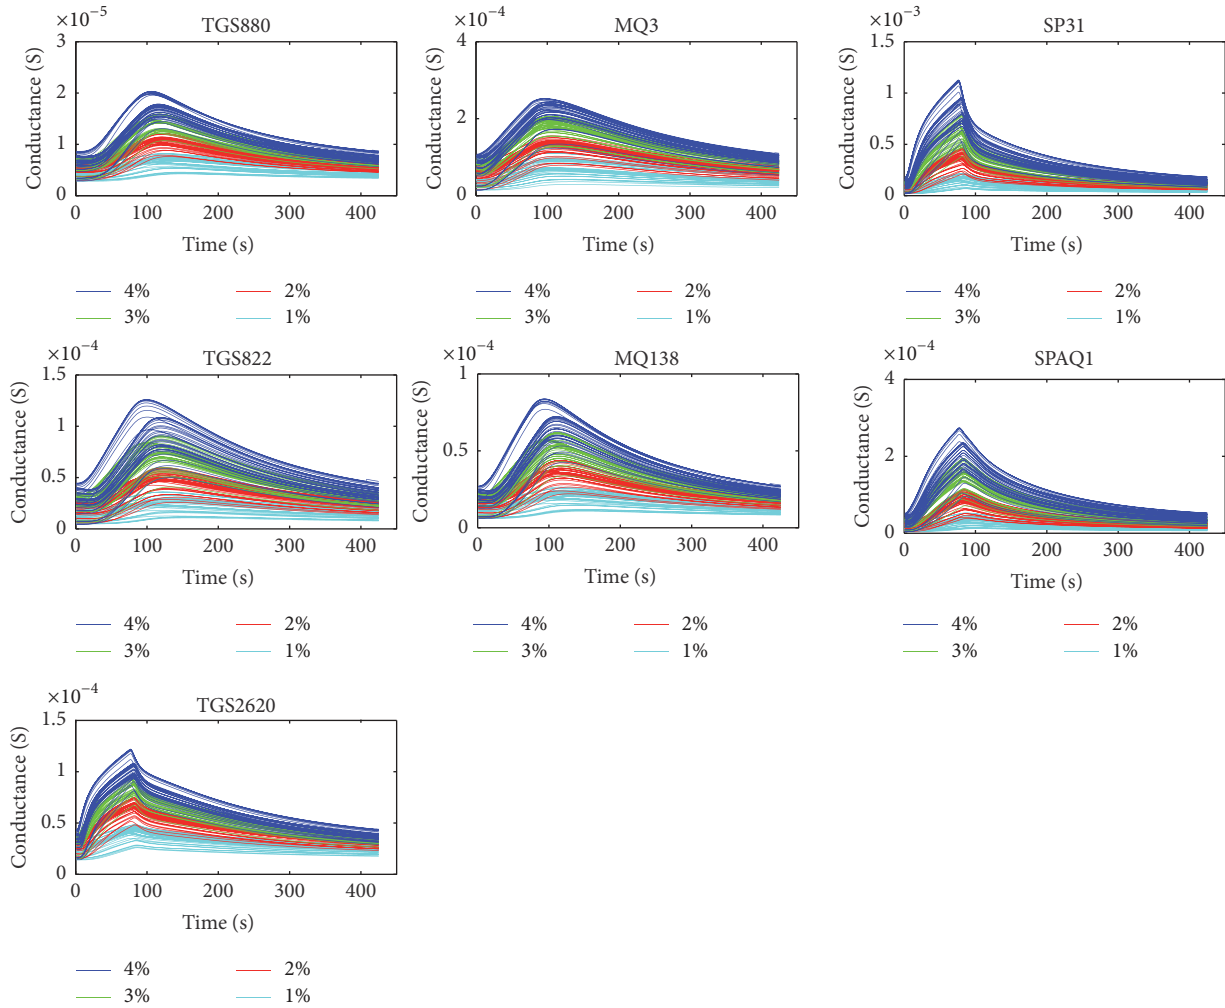 TGS880
×10⁻⁵
Conductance (S)
3
2
1
0
0 100 200 300 400
Time (s)
4% 2%
3% 1%
MQ3
×10⁻⁴
Conductance (S)
4
2
0
0 100 200 300 400
Time (s)
4% 2%
3% 1%
SP31
×10⁻³
Conductance (S)
1.5
1
0.5
0
0 100 200 300 400
Time (s)
4% 2%
3% 1%
TGS822
×10⁻⁴
Conductance (S)
1.5
1
0.5
0
0 100 200 300 400
Time (s)
4% 2%
3% 1%
MQ138
×10⁻⁴
Conductance (S)
1
0.5
0
0 100 200 300 400
Time (s)
4% 2%
3% 1%
SPAQ1
×10⁻⁴
Conductance (S)
4
2
0
0 100 200 300 400
Time (s)
4% 2%
3% 1%
TGS2620
×10⁻⁴
Conductance (S)
1.5
1
0.5
0
0 100 200 300 400
Time (s)
4% 2%
3% 1%